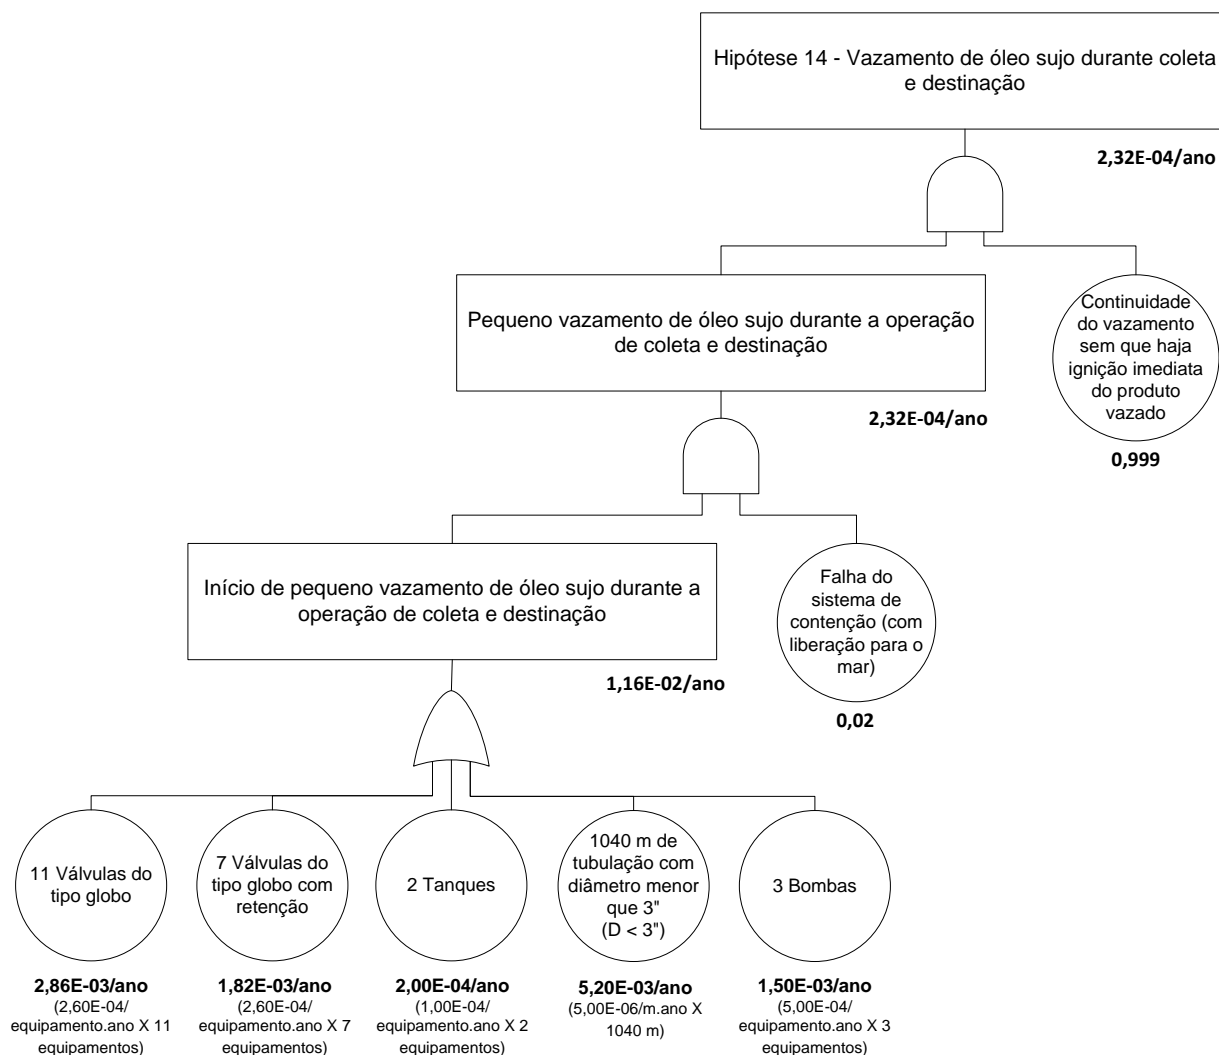 Hipótese 14 - Vazamento de óleo sujo durante coleta
e destinação
2,32E-04/ano
Pequeno vazamento de óleo sujo durante a operação
de coleta e destinação
2,32E-04/ano
Continuidade
do vazamento
sem que haja
ignição imediata
do produto
vazado
0,999
Início de pequeno vazamento de óleo sujo durante a
operação de coleta e destinação
1,16E-02/ano
Falha do
sistema de
contenção (com
liberação para o
mar)
0,02
11 Válvulas do
tipo globo
2,86E-03/ano
(2,60E-04/
equipamento.ano X 11
equipamentos)
7 Válvulas do
tipo globo com
retenção
1,82E-03/ano
(2,60E-04/
equipamento.ano X 7
equipamentos)
2 Tanques
2,00E-04/ano
(1,00E-04/
equipamento.ano X 2
equipamentos)
1040 m de
tubulação com
diâmetro menor
que 3"
(D < 3")
5,20E-03/ano
(5,00E-06/m.ano X
1040 m)
3 Bombas
1,50E-03/ano
(5,00E-04/
equipamento.ano X 3
equipamentos)